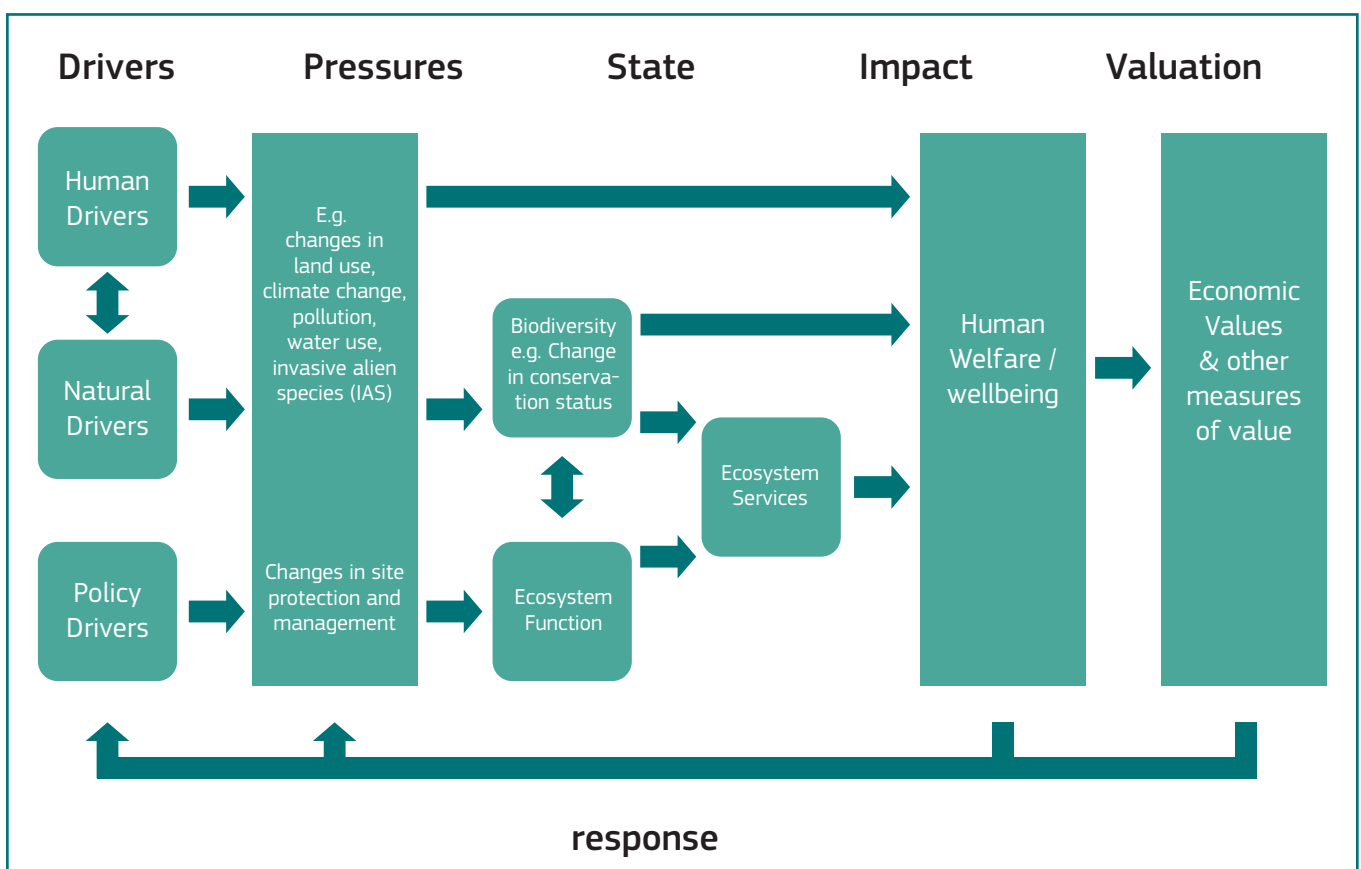 Drivers
Pressures
State
Impact
Valuation
Human
Drivers
Natural
Drivers
Policy
Drivers
E.g.
changes in
land use,
climate change,
pollution,
water use,
invasive alien
species (IAS)
Changes in site
protection and
management
Biodiversity
e.g. Change
in conserva-
tion status
Ecosystem
Function
Ecosystem
Services
Human
Welfare /
wellbeing
Economic
Values
& other
measures
of value
response